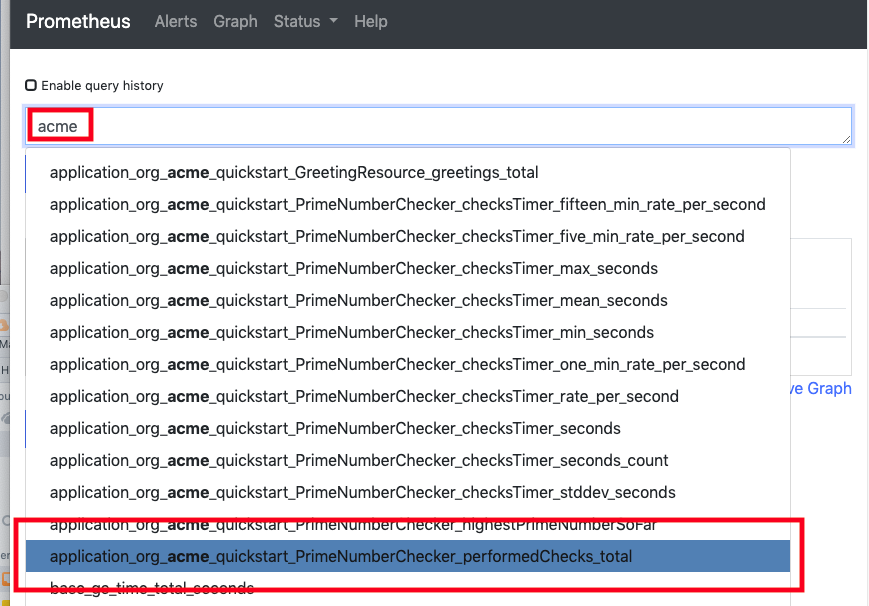 Prometheus Alerts Graph Status Help
Enable query history
acme
application_org_acme_quickstart_GreetingResource_greetings_total
application_org_acme_quickstart_PrimeNumberChecker_checksTimer_fifteen_min_rate_per_second
application_org_acme_quickstart_PrimeNumberChecker_checksTimer_five_min_rate_per_second
application_org_acme_quickstart_PrimeNumberChecker_checksTimer_max_seconds
application_org_acme_quickstart_PrimeNumberChecker_checksTimer_mean_seconds
application_org_acme_quickstart_PrimeNumberChecker_checksTimer_min_seconds
application_org_acme_quickstart_PrimeNumberChecker_checksTimer_one_min_rate_per_second
application_org_acme_quickstart_PrimeNumberChecker_checksTimer_rate_per_second
ve Graph
application_org_acme_quickstart_PrimeNumberChecker_checksTimer_seconds
application_org_acme_quickstart_PrimeNumberChecker_checksTimer_seconds_count
application_org_acme_quickstart_PrimeNumberChecker_checksTimer_stddev_seconds
application_org_acme_quickstart_PrimeNumberChecker_highestPrimeNumberSoFar
application_org_acme_quickstart_PrimeNumberChecker_performedChecks_total
base_gc_time_total_seconds